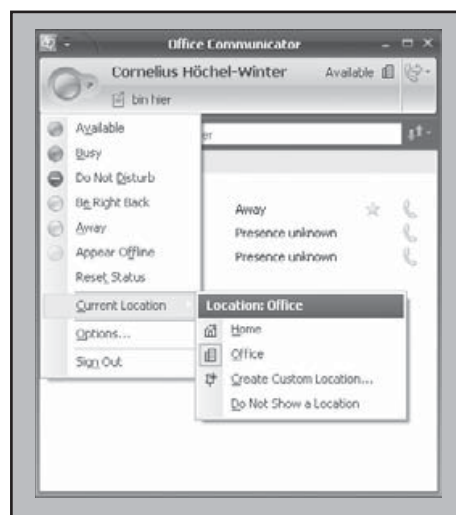 Office Communicator
Cornelius Höchel-Winter Available
bin hier
Available
Busy
Do Not Disturb
Be Right Back
Away
Appear Offline
Reset Status
Current Location
Options...
Sign Out
er
Away
Presence unknown
Presence unknown
Location: Office
Home
Office
Create Custom Location...
Do Not Show a Location